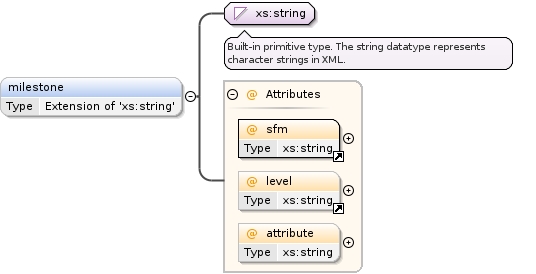 xs:string
Built-in primitive type. The string datatype represents
character strings in XML.
milestone
Type Extension of 'xs:string'
@ Attributes
@ sfm
Type xs:string
@ level
Type xs:string
@ attribute
Type xs:string